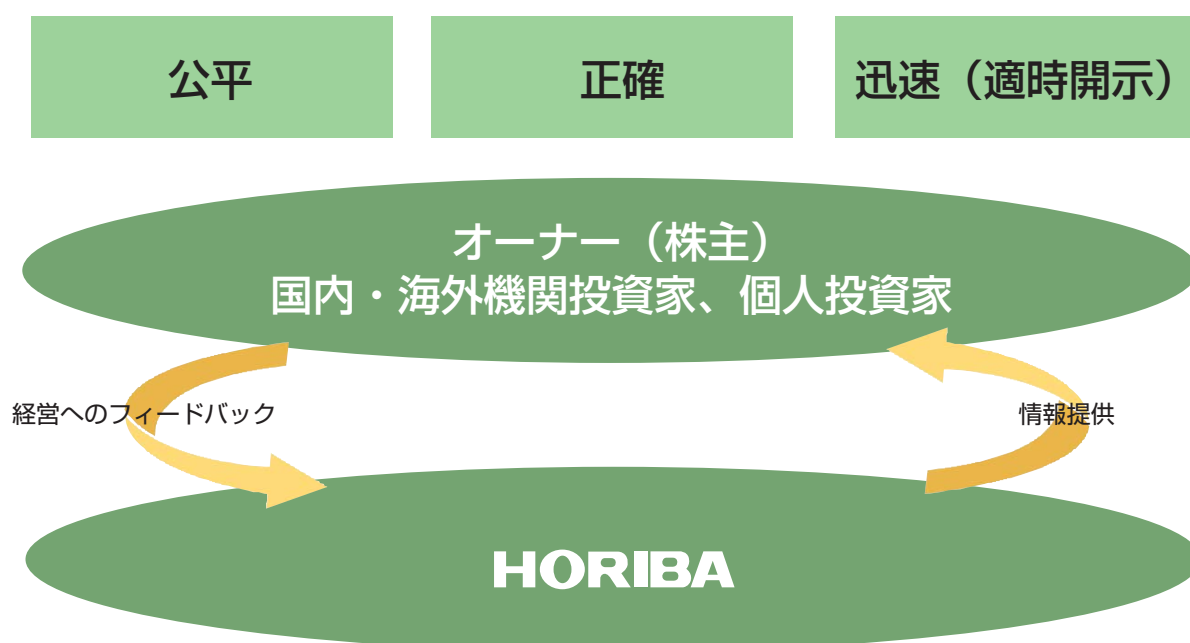 公平
正確
迅速（適時開示）
オーナー（株主）
国内・海外機関投資家、個人投資家
経営へのフィードバック
情報提供
HORIBA